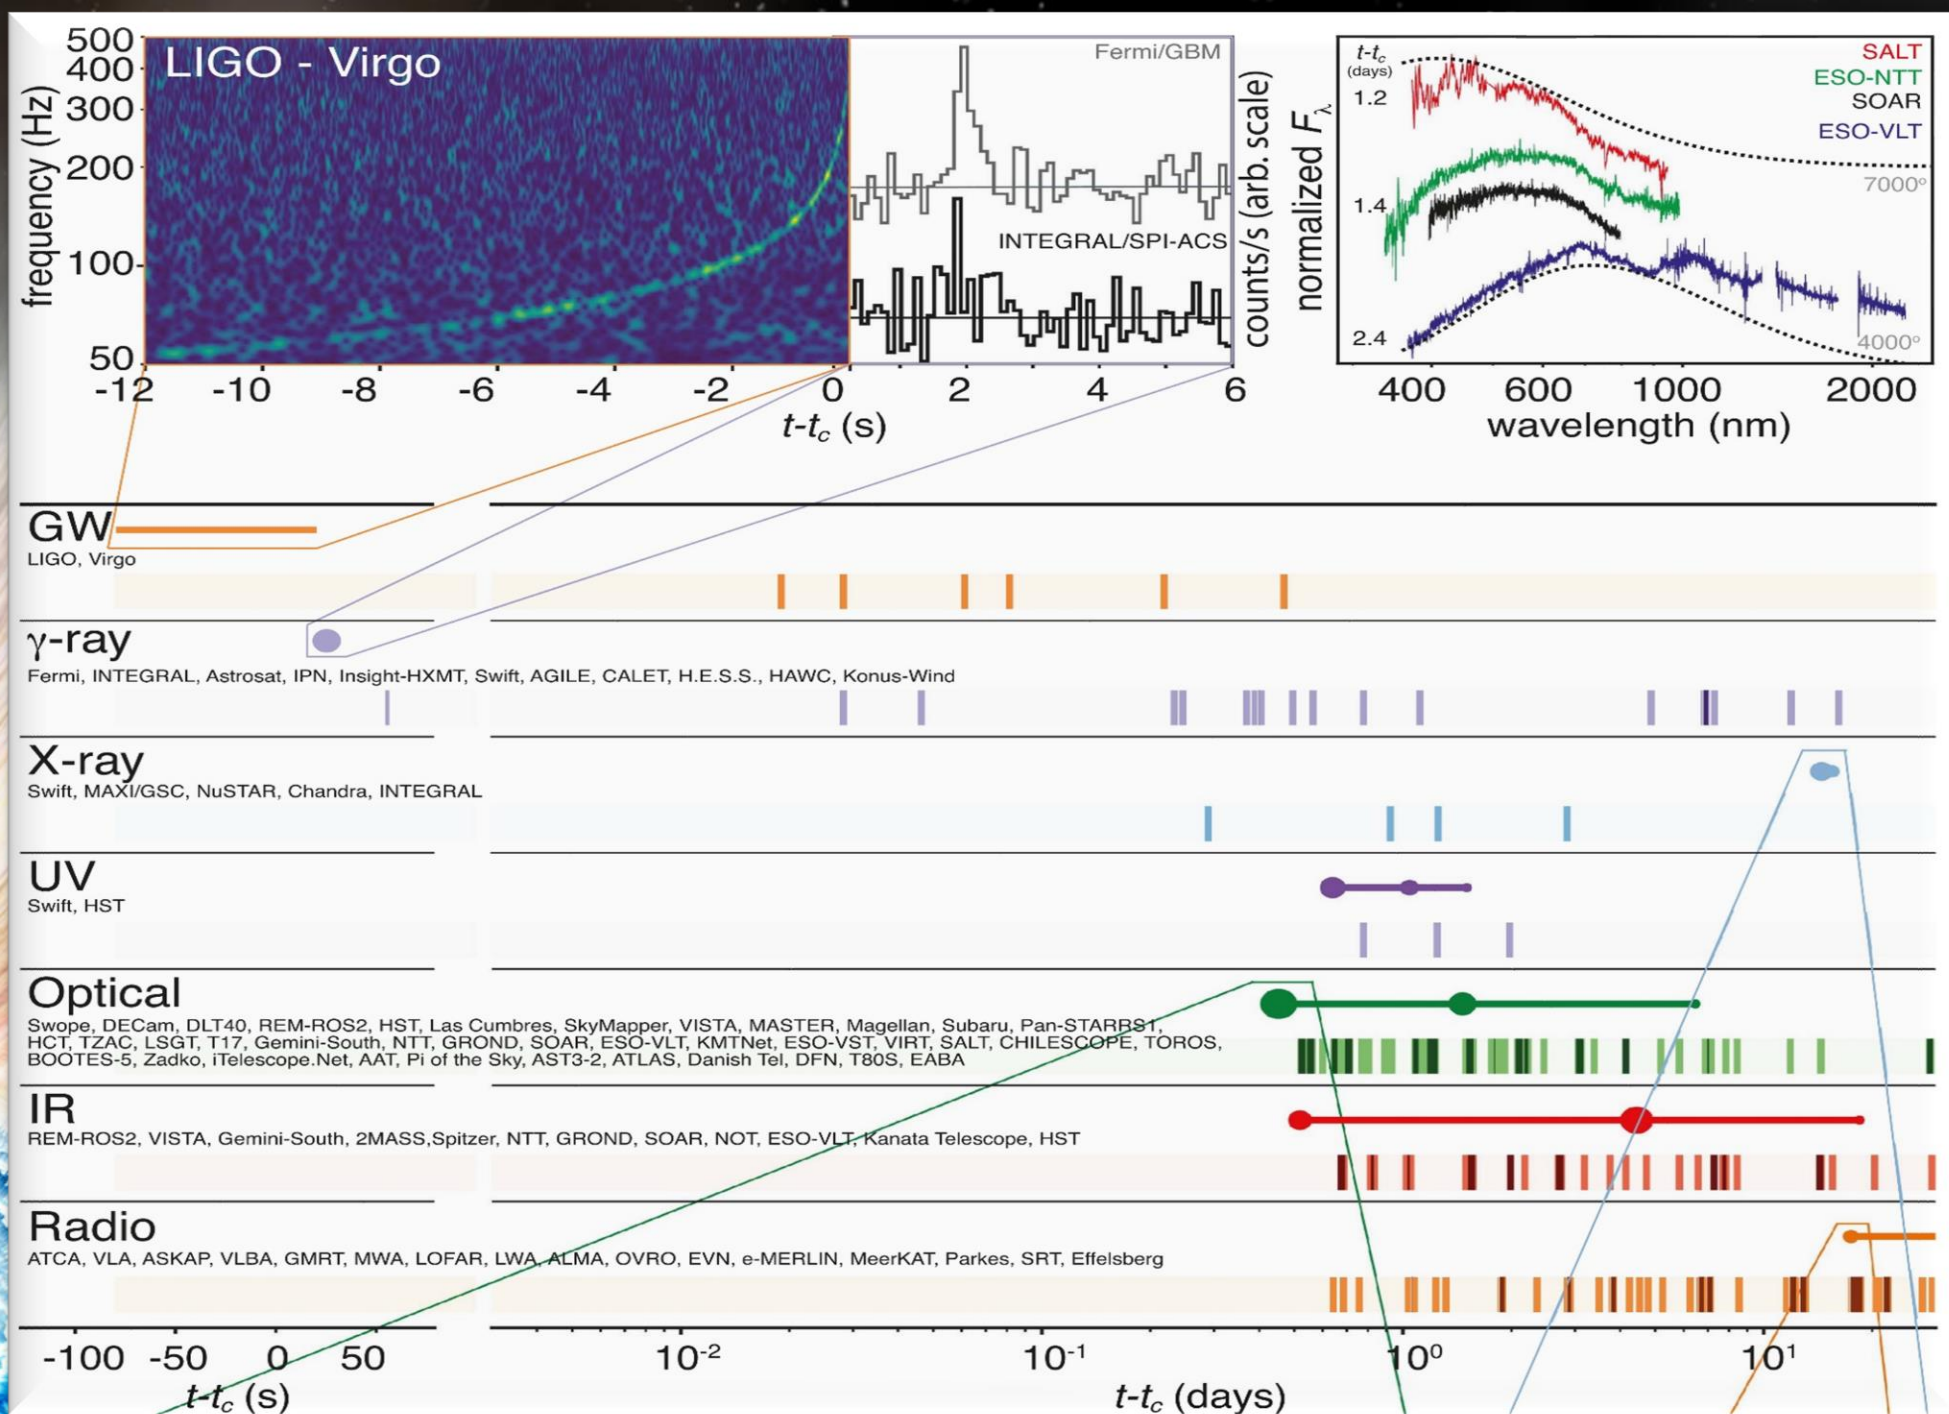 500
400
300
200
100
50
frequency (Hz)
LIGO - Virgo
-12 -10 -8 -6 -4 -2 0 2 4 6
t-tc (s)
Fermi/GBM
INTEGRAL/SPI-ACS
counts/s (arb. scale)
normalized Fλ
t-tc
(days)
1.2
1.4
2.4
SALT
ESO-NTT
SOAR
ESO-VLT
7000°
4000°
400 600 1000 2000
wavelength (nm)
GW
LIGO, Virgo
γ-ray
Fermi, INTEGRAL, Astrosat, IPN, Insight-HXMT, Swift, AGILE, CALET, H.E.S.S., HAWC, Konus-Wind
X-ray
Swift, MAXI/GSC, NuSTAR, Chandra, INTEGRAL
UV
Swift, HST
Optical
Swope, DECam, DLT40, REM-ROS2, HST, Las Cumbres, SkyMapper, VISTA, MASTER, Magellan, Subaru, Pan-STARRS1,
HCT, TZAC, LSGT, T17, Gemini-South, NTT, GROND, SOAR, ESO-VLT, KMTNet, ESO-VST, VIRT, SALT, CHILESCOPE, TOROS,
BOOTES-5, Zadko, iTelescope.Net, AAT, Pi of the Sky, AST3-2, ATLAS, Danish Tel, DFN, T80S, EABA
IR
REM-ROS2, VISTA, Gemini-South, 2MASS,Spitzer, NTT, GROND, SOAR, NOT, ESO-VLT, Kanata Telescope, HST
Radio
ATCA, VLA, ASKAP, VLBA, GMRT, MWA, LOFAR, LWA, ALMA, OVRO, EVN, e-MERLIN, MeerKAT, Parkes, SRT, Effelsberg
-100 -50 0 50 10⁻² 10⁻¹ 10⁰ 10¹
t-tc (s) t-tc (days)